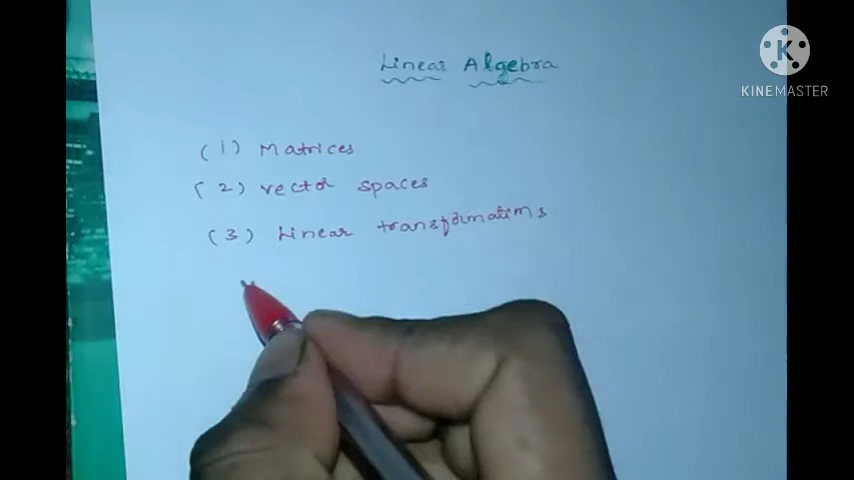 Linear Algebra
K
KINEMASTER
(1) Matrices
(2) vector spaces
(3) Linear transformations